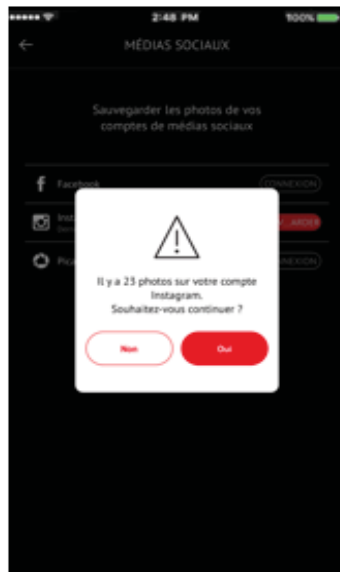 2:48 PM 100%
MÉDIAS SOCIAUX
Sauvegarder les photos de vos
comptes de médias sociaux
Facebook
CONNEXION
Il y a 23 photos sur votre compte
Instagram.
Souhaitez-vous continuer ?
Non
Oui